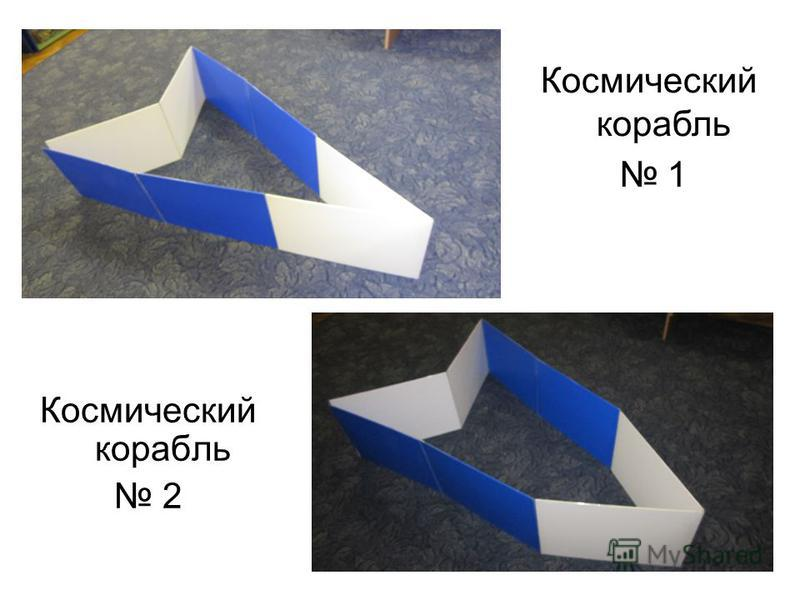 Космический
корабль
№ 1
Космический
корабль
№ 2
MyShared